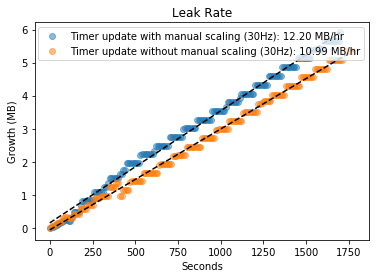 Leak Rate
Timer update with manual scaling (30Hz): 12.20 MB/hr
Timer update without manual scaling (30Hz): 10.99 MB/hr
6
5
4
3
2
1
0
Growth (MB)
0 250 500 750 1000 1250 1500 1750
Seconds